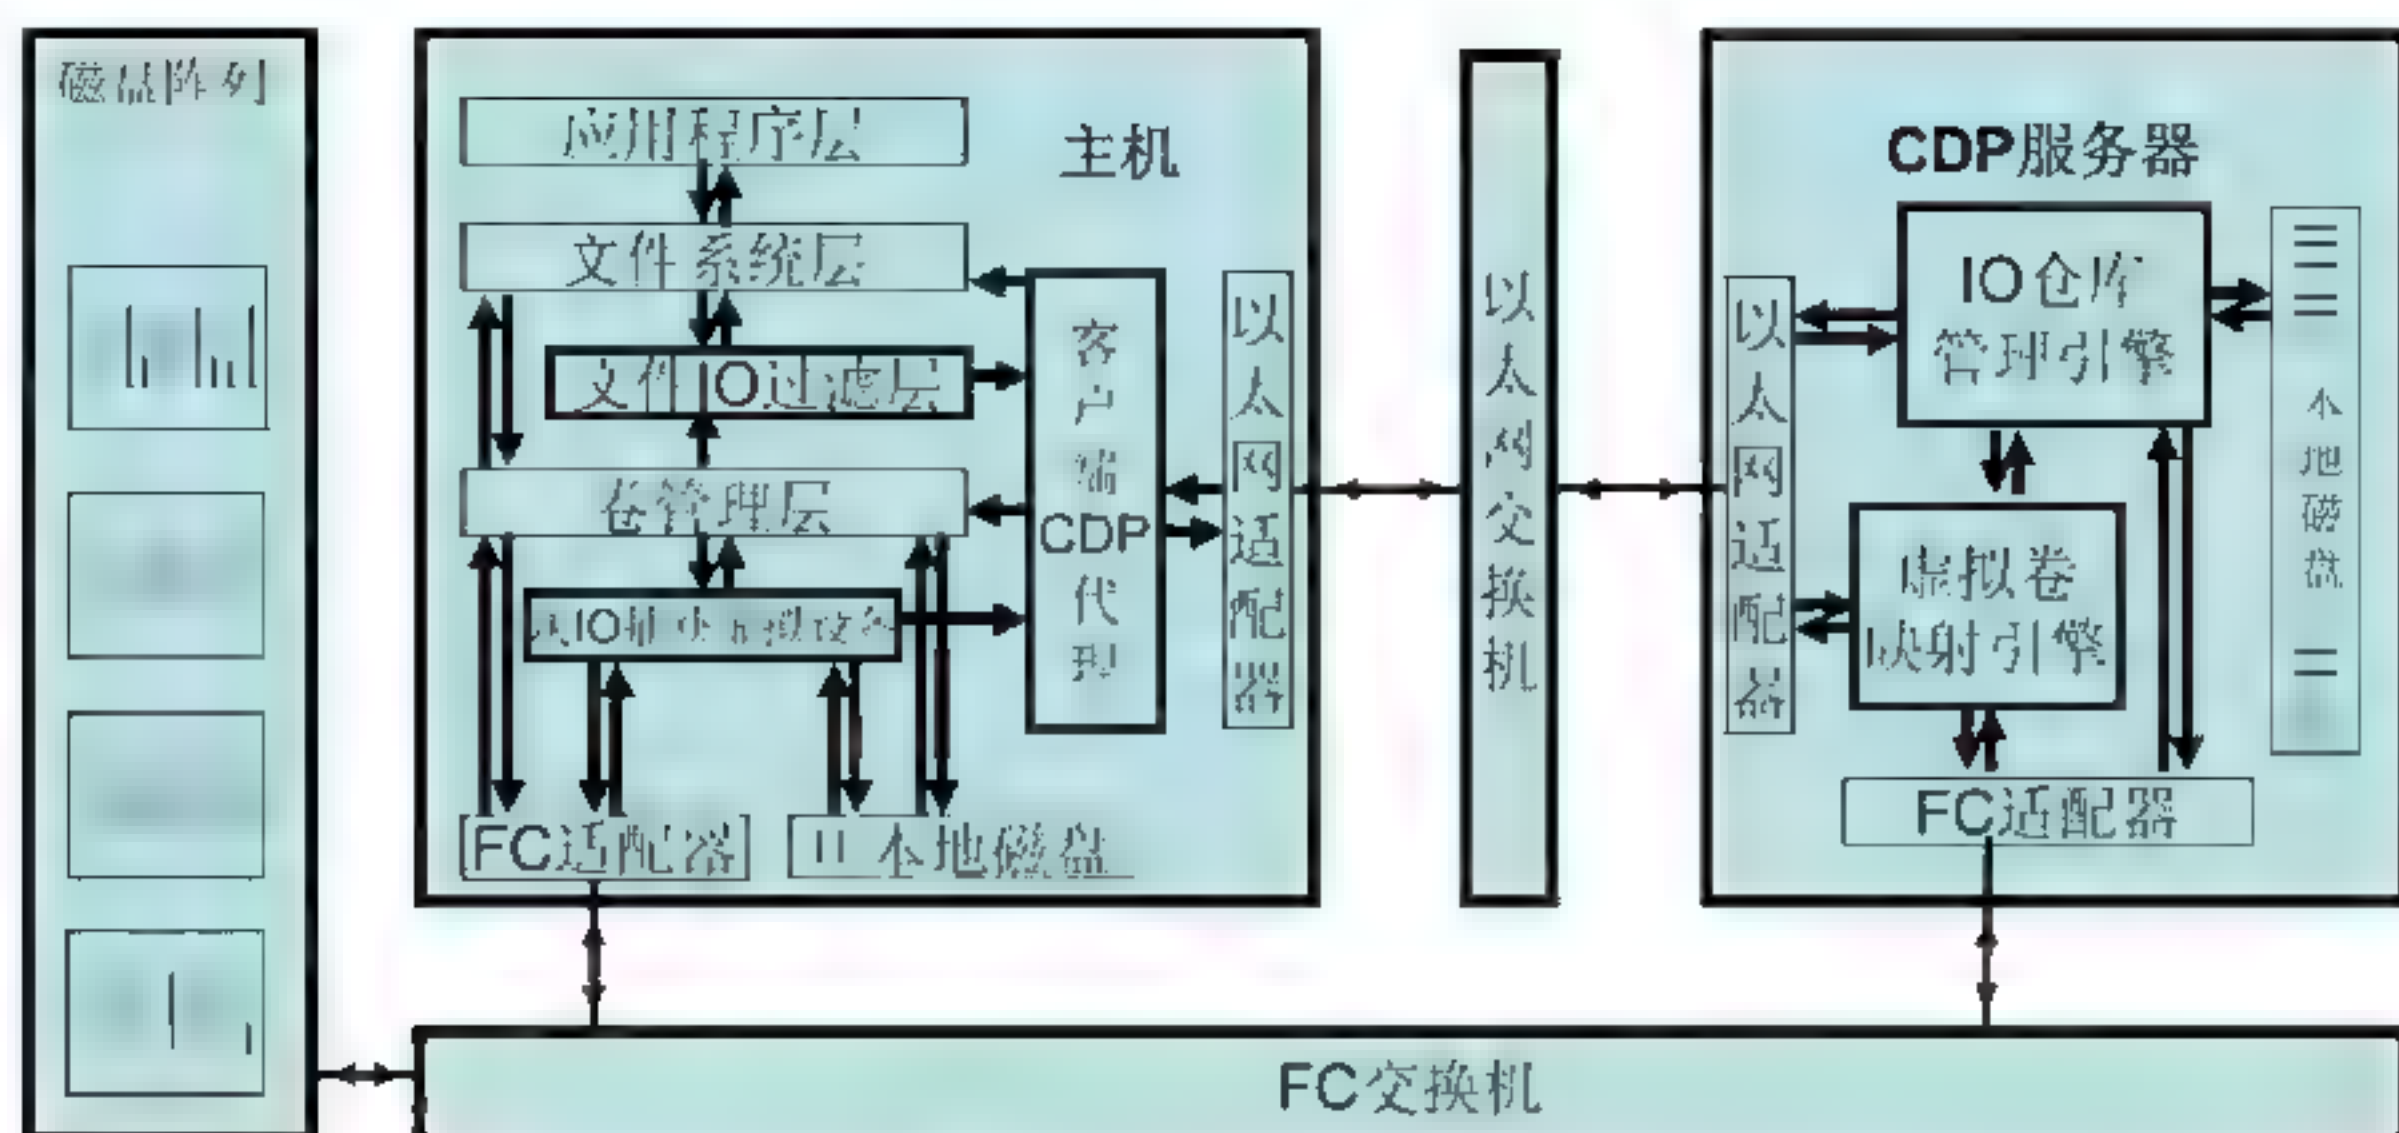 磁盘阵列
应用程序层
主机
文件系统层
文件IO过滤层
卷管理层
客户端CDP代理
以太网适配器
FC适配器
本地磁盘
以太网交换机
CDP服务器
IO仓库
管理引擎
以太网适配器
虚拟卷
映射引擎
本地磁盘
FC适配器
FC交换机